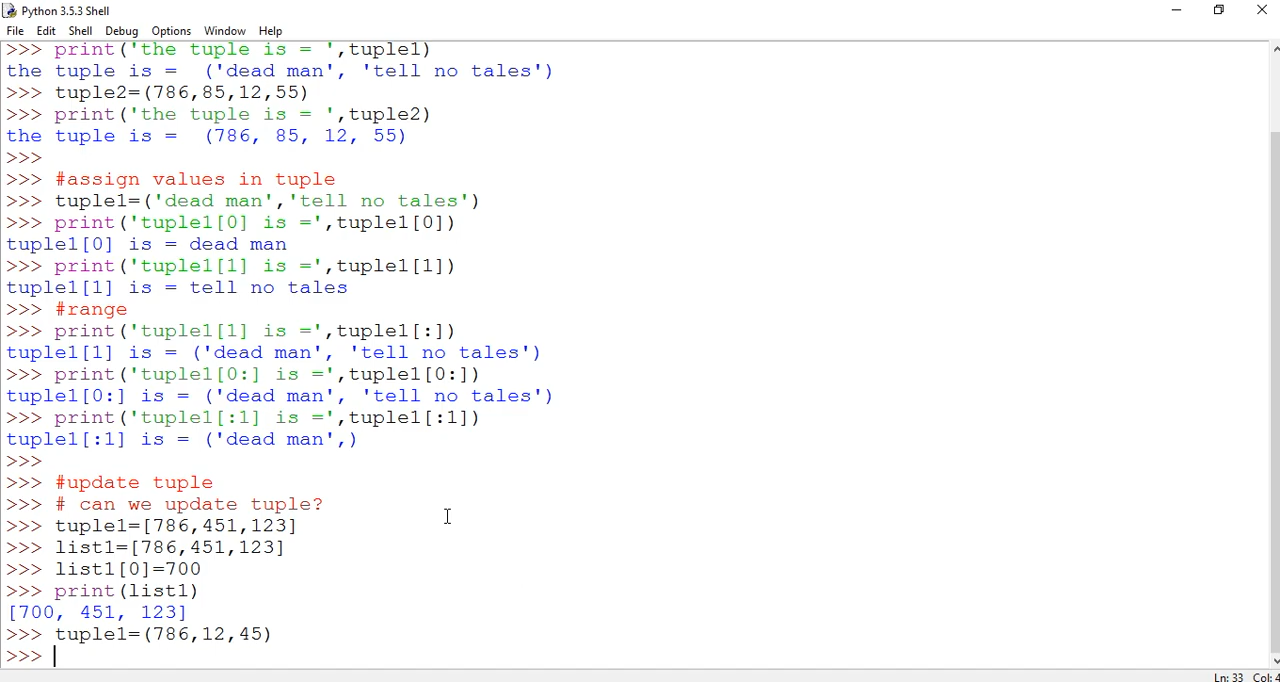 Python 3.5.3 Shell
File Edit Shell Debug Options Window Help
>>> print('the tuple is = ',tuple1)
the tuple is =  ('dead man', 'tell no tales')
>>> tuple2=(786,85,12,55)
>>> print('the tuple is = ',tuple2)
the tuple is =  (786, 85, 12, 55)
>>>
>>> #assign values in tuple
>>> tuple1=('dead man','tell no tales')
>>> print('tuple1[0] is =',tuple1[0])
tuple1[0] is = dead man
>>> print('tuple1[1] is =',tuple1[1])
tuple1[1] is = tell no tales
>>> #range
>>> print('tuple1[1] is =',tuple1[:])
tuple1[1] is = ('dead man', 'tell no tales')
>>> print('tuple1[0:] is =',tuple1[0:])
tuple1[0:] is = ('dead man', 'tell no tales')
>>> print('tuple1[:1] is =',tuple1[:1])
tuple1[:1] is = ('dead man',)
>>>
>>> #update tuple
>>> # can we update tuple?
>>> tuple1=[786,451,123]
>>> list1=[786,451,123]
>>> list1[0]=700
>>> print(list1)
[700, 451, 123]
>>> tuple1=(786,12,45)
>>>
Ln: 33 Col: 4